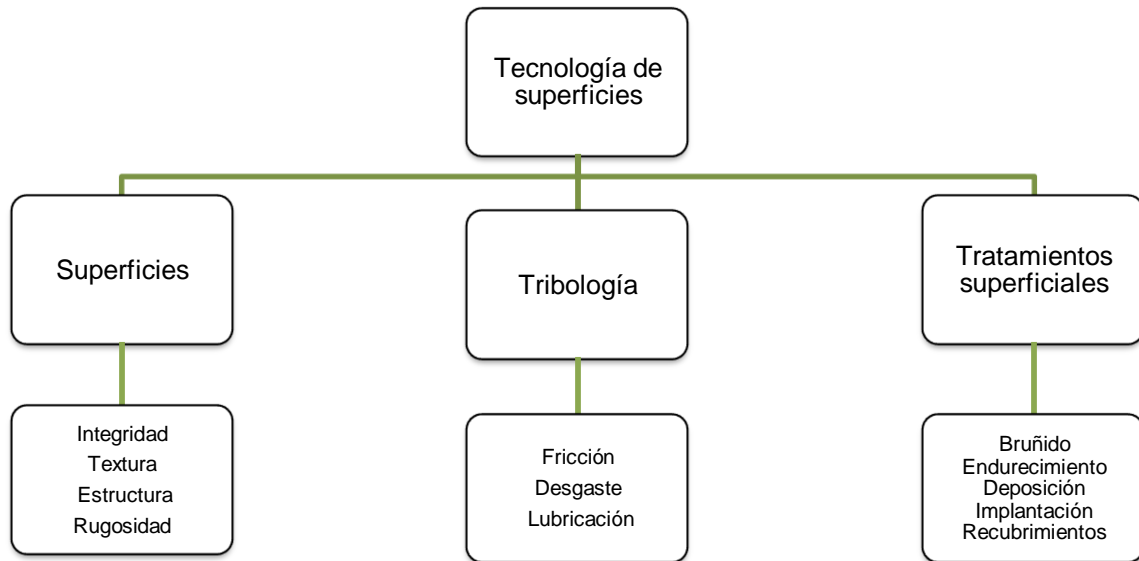 Tecnología de
superficies
Superficies
Tribología
Tratamientos
superficiales
Integridad
Textura
Estructura
Rugosidad
Fricción
Desgaste
Lubricación
Bruñido
Endurecimiento
Deposición
Implantación
Recubrimientos